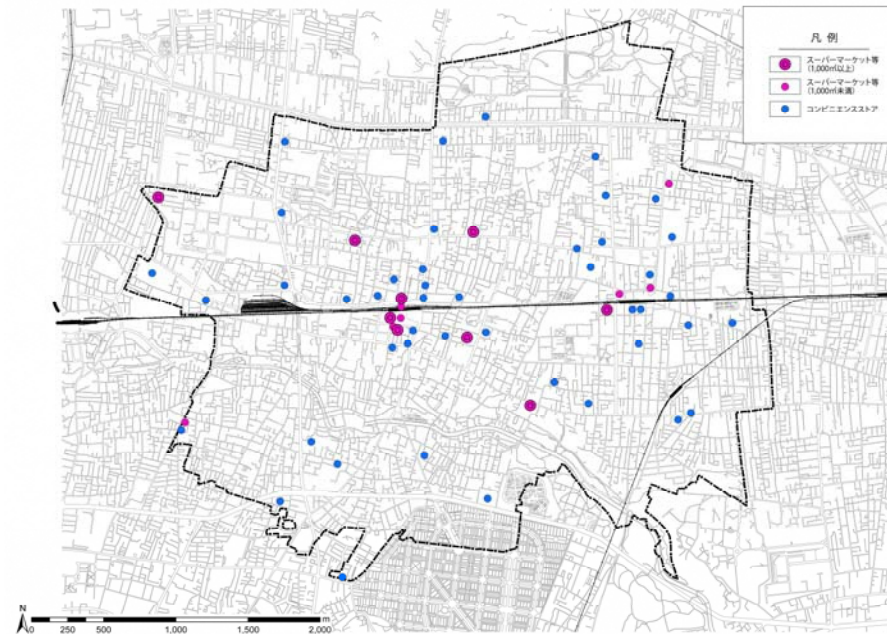 凡 例
スーパーマーケット等
(1,000㎡以上)
スーパーマーケット等
(1,000㎡未満)
コンビニエンスストア
N
0 250 500 1,000 1,500 2,000
m